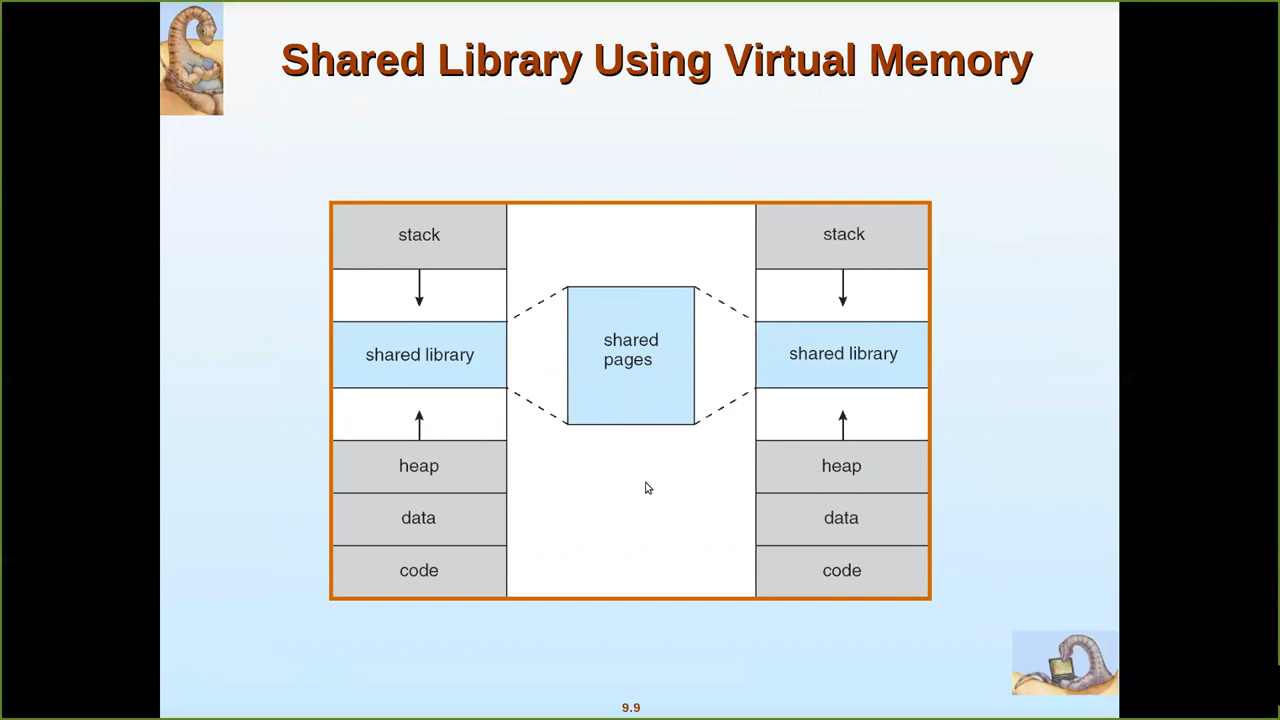 Shared Library Using Virtual Memory
stack
stack
shared library
shared
pages
shared library
heap
heap
data
data
code
code
9.9